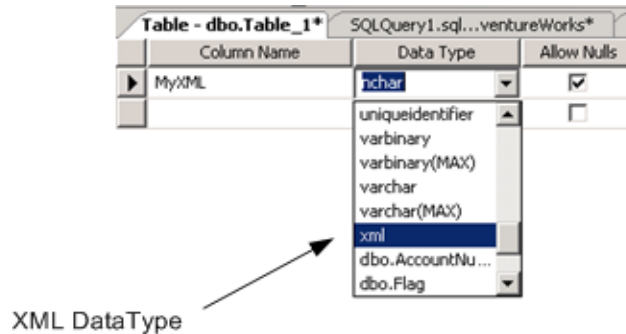 Table - dbo.Table_1* SQLQuery1.sql...ventureWorks*
Column Name Data Type Allow Nulls
MyXML nchar
uniqueidentifier
varbinary
varbinary(MAX)
varchar
varchar(MAX)
xml
dbo.AccountNu...
dbo.Flag
XML DataType